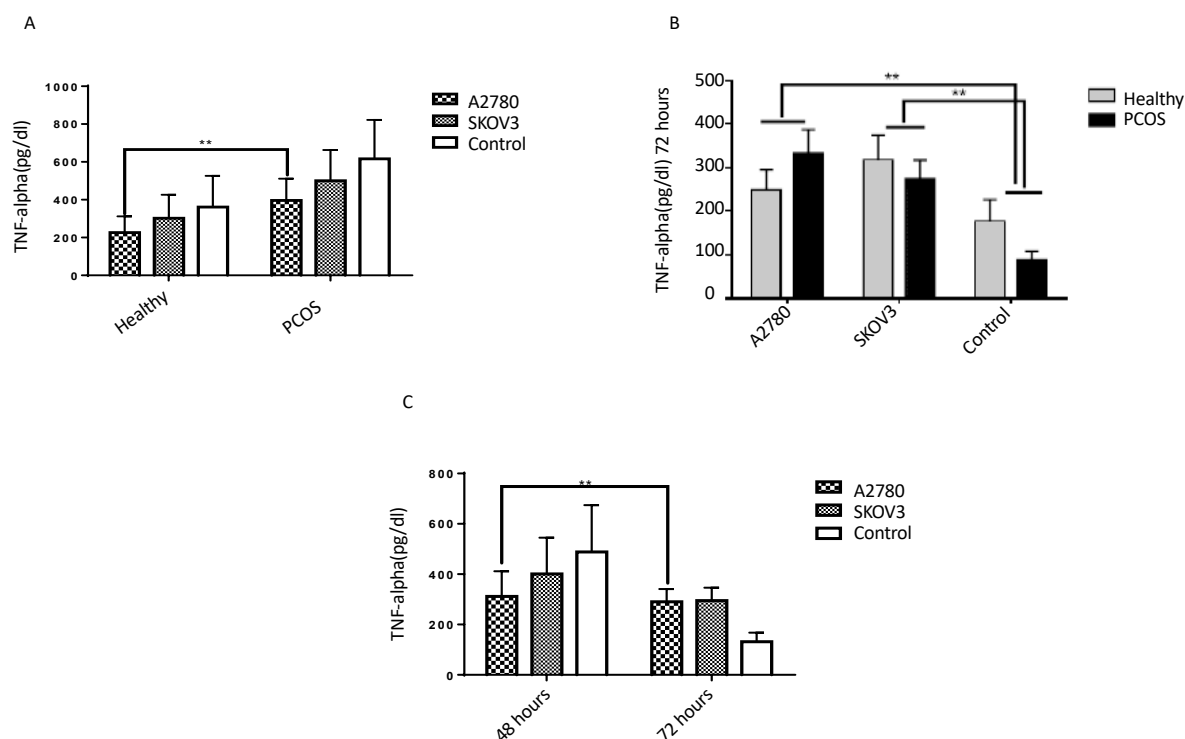 A
TNF-alpha(pg/dl)
1000
800
600
400
200
0
**
Healthy
PCOS
A2780
SKOV3
Control
B
TNF-alpha(pg/dl) 72 hours
500
400
300
200
100
0
**
**
A2780
SKOV3
Control
Healthy
PCOS
C
TNF-alpha(pg/dl)
800
600
400
200
0
**
48 hours
72 hours
A2780
SKOV3
Control